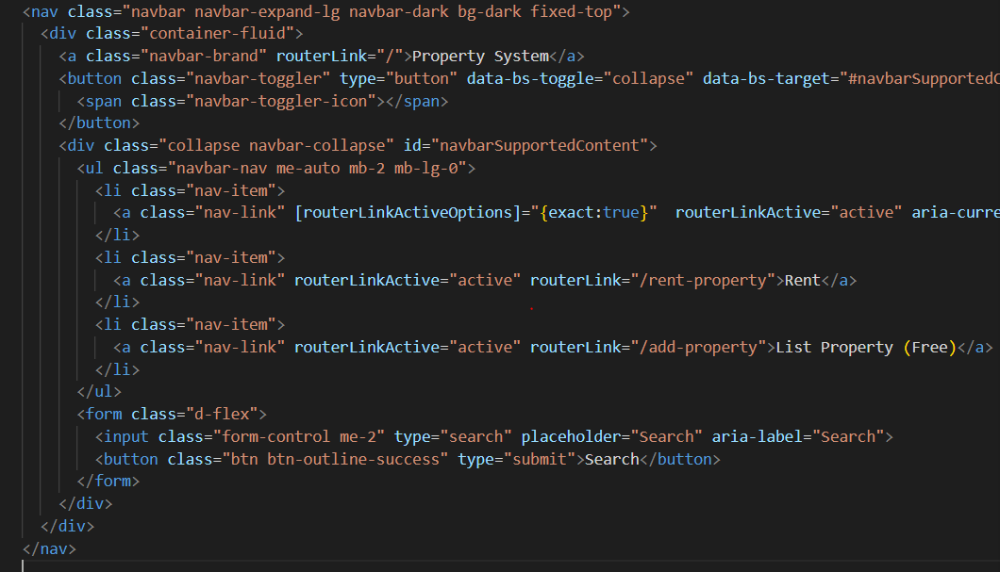 <nav class="navbar navbar-expand-lg navbar-dark bg-dark fixed-top">
<div class="container-fluid">
<a class="navbar-brand" routerLink="/">Property System</a>
<button class="navbar-toggler" type="button" data-bs-toggle="collapse" data-bs-target="#navbarSupportedC
<span class="navbar-toggler-icon"></span>
</button>
<div class="collapse navbar-collapse" id="navbarSupportedContent">
<ul class="navbar-nav me-auto mb-2 mb-lg-0">
<li class="nav-item">
<a class="nav-link" [routerLinkActiveOptions]="{exact:true}"  routerLinkActive="active" aria-curre
</li>
<li class="nav-item">
<a class="nav-link" routerLinkActive="active" routerLink="/rent-property">Rent</a>
</li>
<li class="nav-item">
<a class="nav-link" routerLinkActive="active" routerLink="/add-property">List Property (Free)</a>
</li>
</ul>
<form class="d-flex">
<input class="form-control me-2" type="search" placeholder="Search" aria-label="Search">
<button class="btn btn-outline-success" type="submit">Search</button>
</form>
</div>
</div>
</nav>